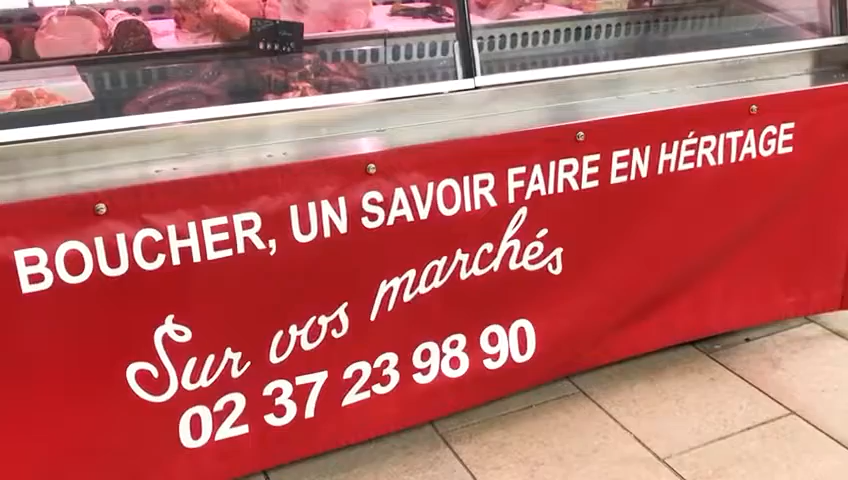 BOUCHER, UN SAVOIR FAIRE EN HÉRITAGE
Sur vos marchés
02 37 23 98 90